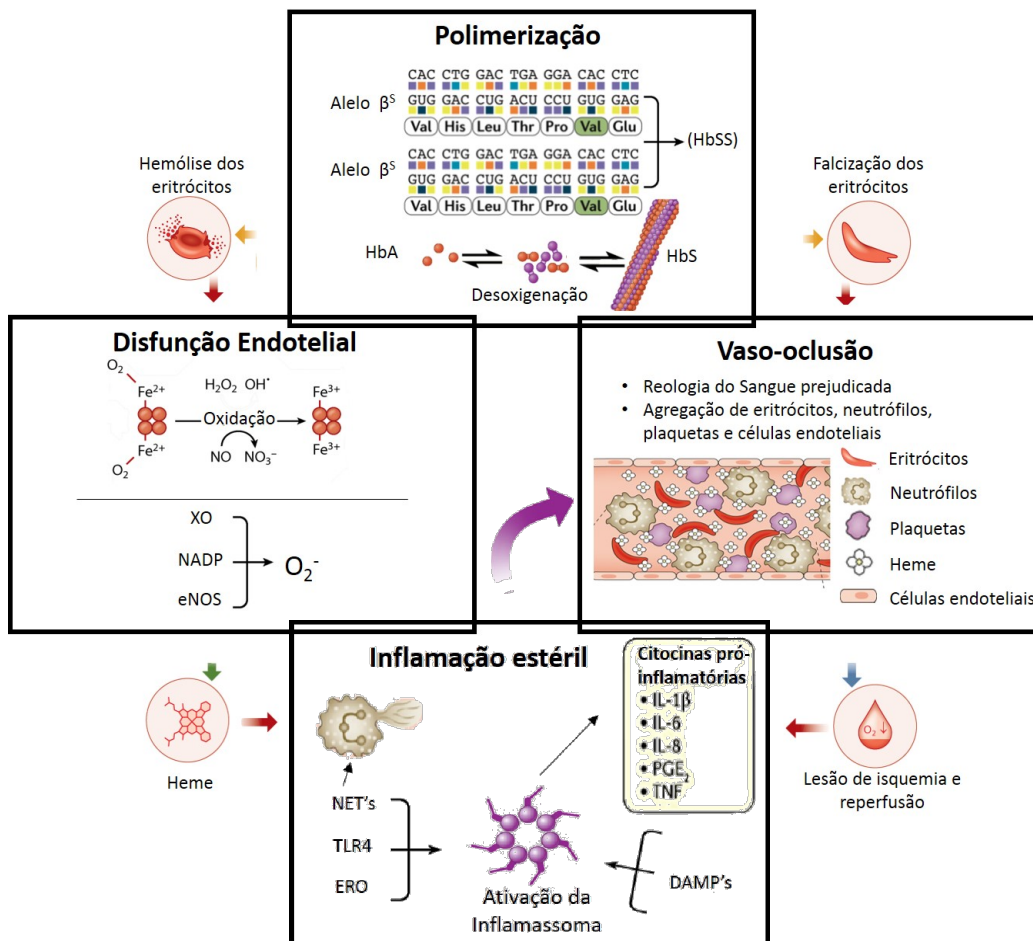 Polimerização
CAC CTG GAC TGA GGA CAC CTC
Alelo βˢ
GUG GAC CUG ACU CCU GUG GAG
Val His Leu Thr Pro Val Glu
(HbSS)
CAC CTG GAC TGA GGA CAC CTC
Alelo βˢ
GUG GAC CUG ACU CCU GUG GAG
Val His Leu Thr Pro Val Glu
HbA
HbS
Desoxigenação
Hemólise dos
eritrócitos
Falcização dos
eritrócitos
Disfunção Endotelial
O₂
Fe²⁺
H₂O₂ OH•
Fe³⁺
Oxidação
Fe²⁺
Fe³⁺
O₂
NO NO₃⁻
XO
NADP
eNOS
O₂⁻
Vaso-oclusão
• Reologia do Sangue prejudicada
• Agregação de eritrócitos, neutrófilos,
plaquetas e células endoteliais
Eritrócitos
Neutrófilos
Plaquetas
Heme
Células endoteliais
Heme
Inflamação estéril
NET's
TLR4
ERO
Ativação da
Inflamassoma
Citocinas pró-
inflamatórias
• IL-1β
• IL-6
• IL-8
• PGE₂
• TNF
DAMP's
O₂ ↓
Lesão de isquemia e
reperfusão